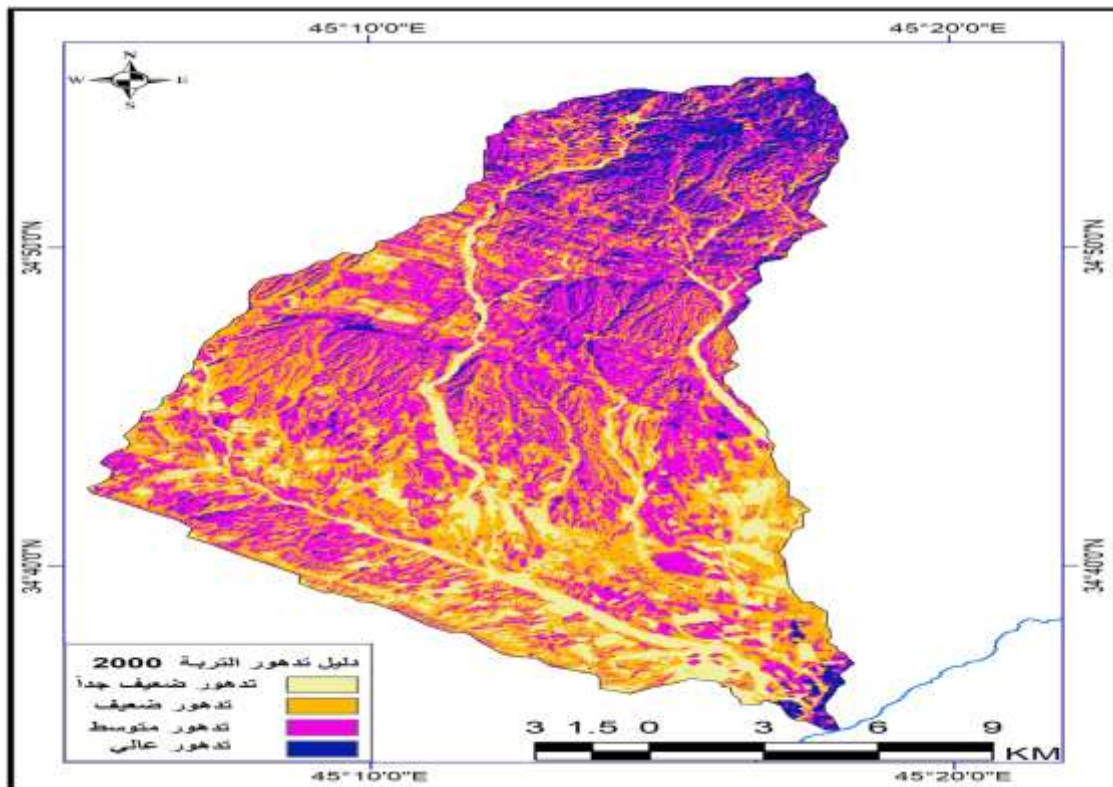 45°10'0"E 45°20'0"E
N
W E
S
34°50'0"N 34°50'0"N
34°40'0"N 34°40'0"N
دليل تدهور التربة 2000
تدهور ضعيف جداً
تدهور ضعيف
تدهور متوسط
تدهور عالي
3 1.5 0 3 6 9
KM
45°10'0"E 45°20'0"E